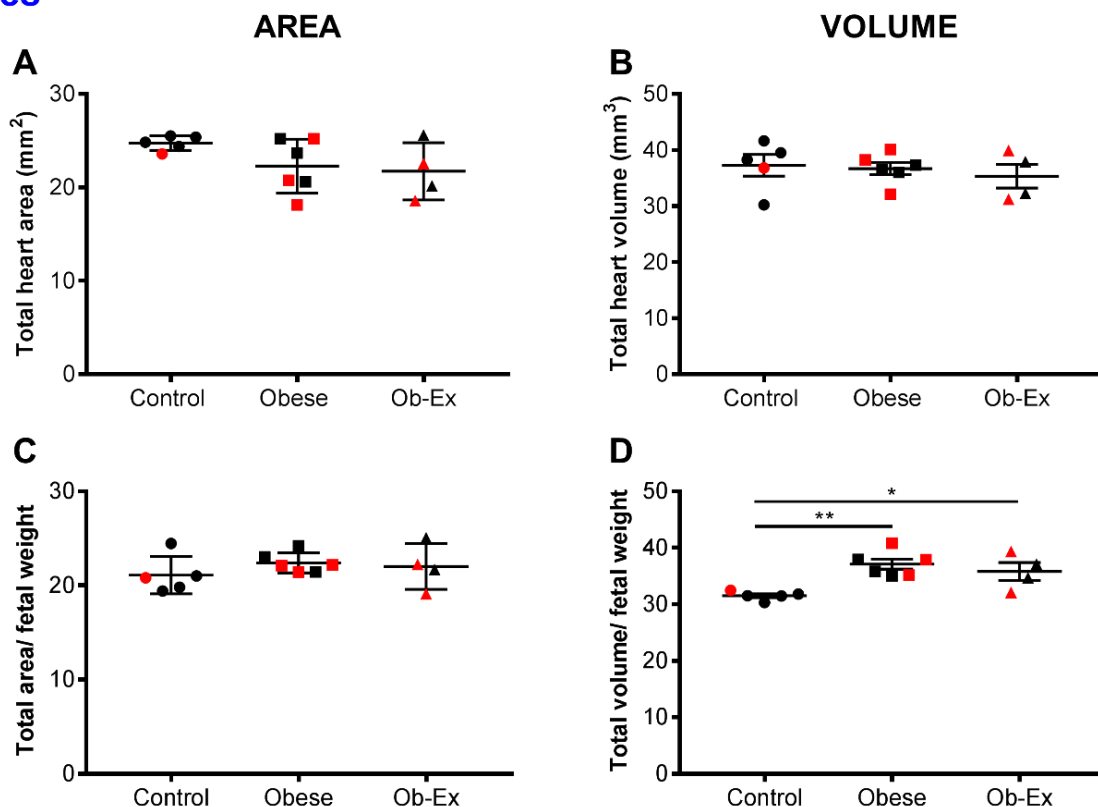 AREA
VOLUME
A
B
Total heart area (mm²)
30
20
10
0
Control
Obese
Ob-Ex
Total heart volume (mm³)
50
40
30
20
10
0
Control
Obese
Ob-Ex
C
D
Total area/ fetal weight
30
20
10
0
Control
Obese
Ob-Ex
Total volume/ fetal weight
50
40
30
20
10
0
*
**
Control
Obese
Ob-Ex